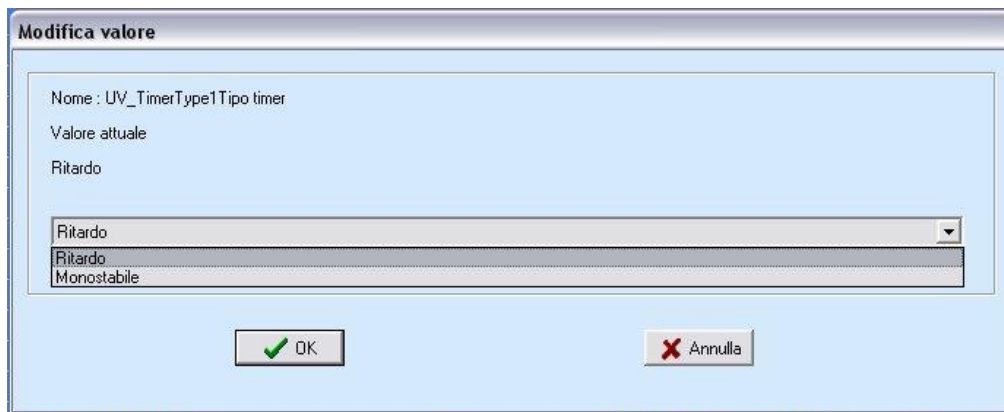 Modifica valore
Nome : UV_TimerType1Tipo timer
Valore attuale
Ritardo
Ritardo
Ritardo
Monostabile
OK
Annulla